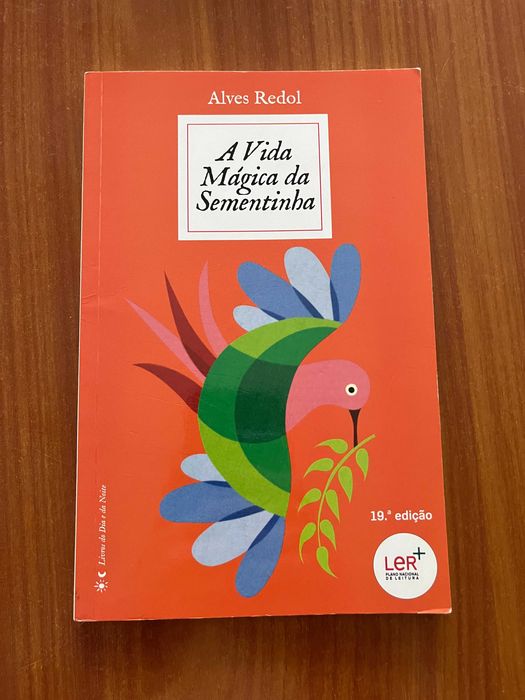 Alves Redol
A Vida
Mágica da
Sementinha
19.ª edição
LeR+
PLANO NACIONAL
DE LEITURA
Livros do Dia e da Noite